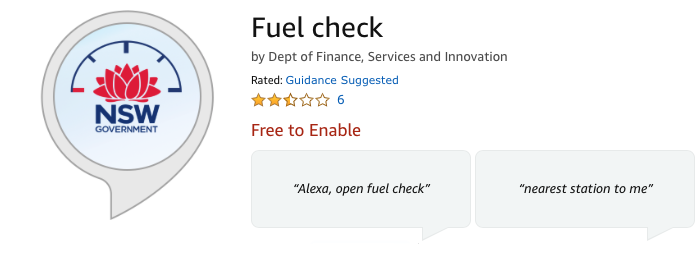 Fuel check
by Dept of Finance, Services and Innovation
Rated: Guidance Suggested
6
Free to Enable
NSW
GOVERNMENT
“Alexa, open fuel check”
“nearest station to me”